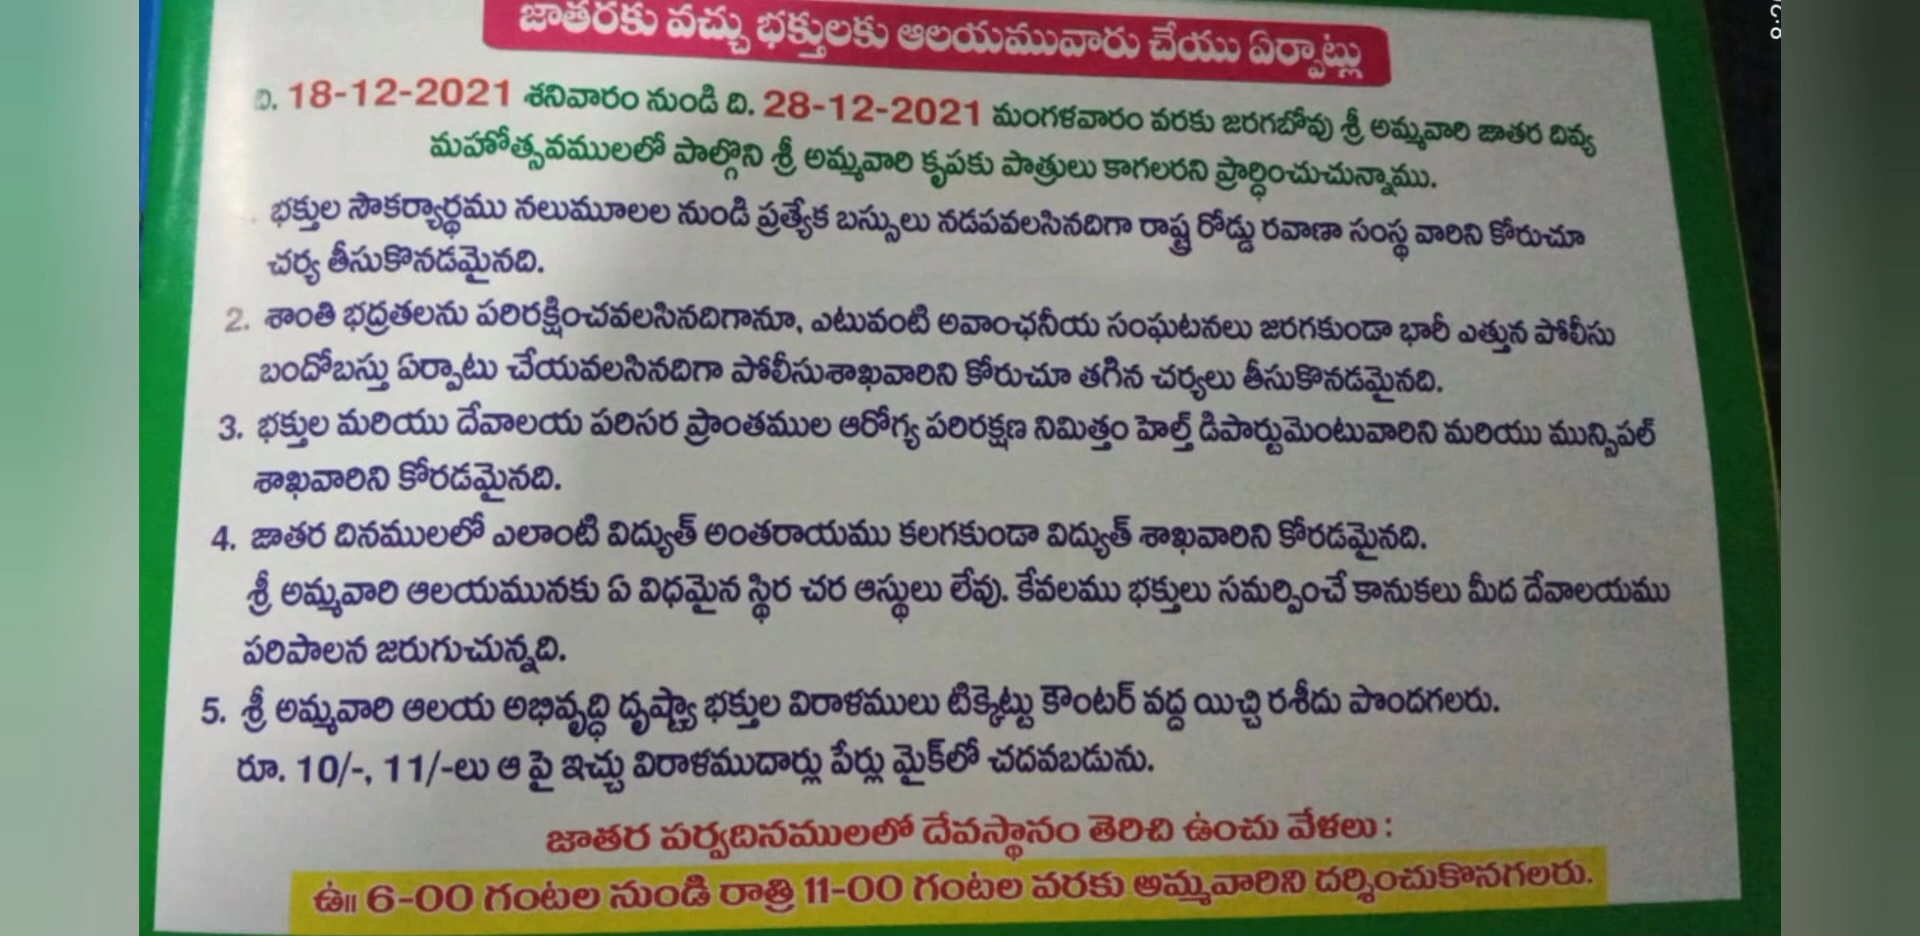 జాతరకు వచ్చు భక్తులకు ఆలయమువారు చేయు ఏర్పాట్లు
ది. 18-12-2021 శనివారం నుండి ది. 28-12-2021 మంగళవారం వరకు జరగబోవు శ్రీ అమ్మవారి జాతర దివ్య
మహోత్సవములలో పాల్గొని శ్రీ అమ్మవారి కృపకు పాత్రులు కాగలరని ప్రార్ధించుచున్నాము.
భక్తుల సౌకర్యార్థము నలుమూలల నుండి ప్రత్యేక బస్సులు నడపవలసినదిగా రాష్ట్ర రోడ్డు రవాణా సంస్థ వారిని కోరుచూ
చర్య తీసుకొనడమైనది.
2. శాంతి భద్రతలను పరిరక్షించవలసినదిగానూ, ఎటువంటి అవాంఛనీయ సంఘటనలు జరగకుండా భారీ ఎత్తున పోలీసు
బందోబస్తు ఏర్పాటు చేయవలసినదిగా పోలీసుశాఖవారిని కోరుచూ తగిన చర్యలు తీసుకొనడమైనది.
3. భక్తుల మరియు దేవాలయ పరిసర ప్రాంతముల ఆరోగ్య పరిరక్షణ నిమిత్తం హెల్త్ డిపార్టుమెంటువారిని మరియు మున్సిపల్
శాఖవారిని కోరడమైనది.
4. జాతర దినములలో ఎలాంటి విద్యుత్ అంతరాయము కలగకుండా విద్యుత్ శాఖవారిని కోరడమైనది.
శ్రీ అమ్మవారి ఆలయమునకు ఏ విధమైన స్థిర చర ఆస్థులు లేవు. కేవలము భక్తులు సమర్పించే కానుకలు మీద దేవాలయము
పరిపాలన జరుగుచున్నది.
5. శ్రీ అమ్మవారి ఆలయ అభివృద్ధి దృష్ట్యా భక్తుల విరాళములు టిక్కెట్టు కౌంటర్ వద్ద యిచ్చి రశీదు పొందగలరు.
రూ. 10/-, 11/-లు ఆ పై ఇచ్చు విరాళముదార్లు పేర్లు మైక్‌లో చదవబడును.
జాతర పర్వదినములలో దేవస్థానం తెరిచి ఉంచు వేళలు :
ఉ॥ 6-00 గంటల నుండి రాత్రి 11-00 గంటల వరకు అమ్మవారిని దర్శించుకొనగలరు.